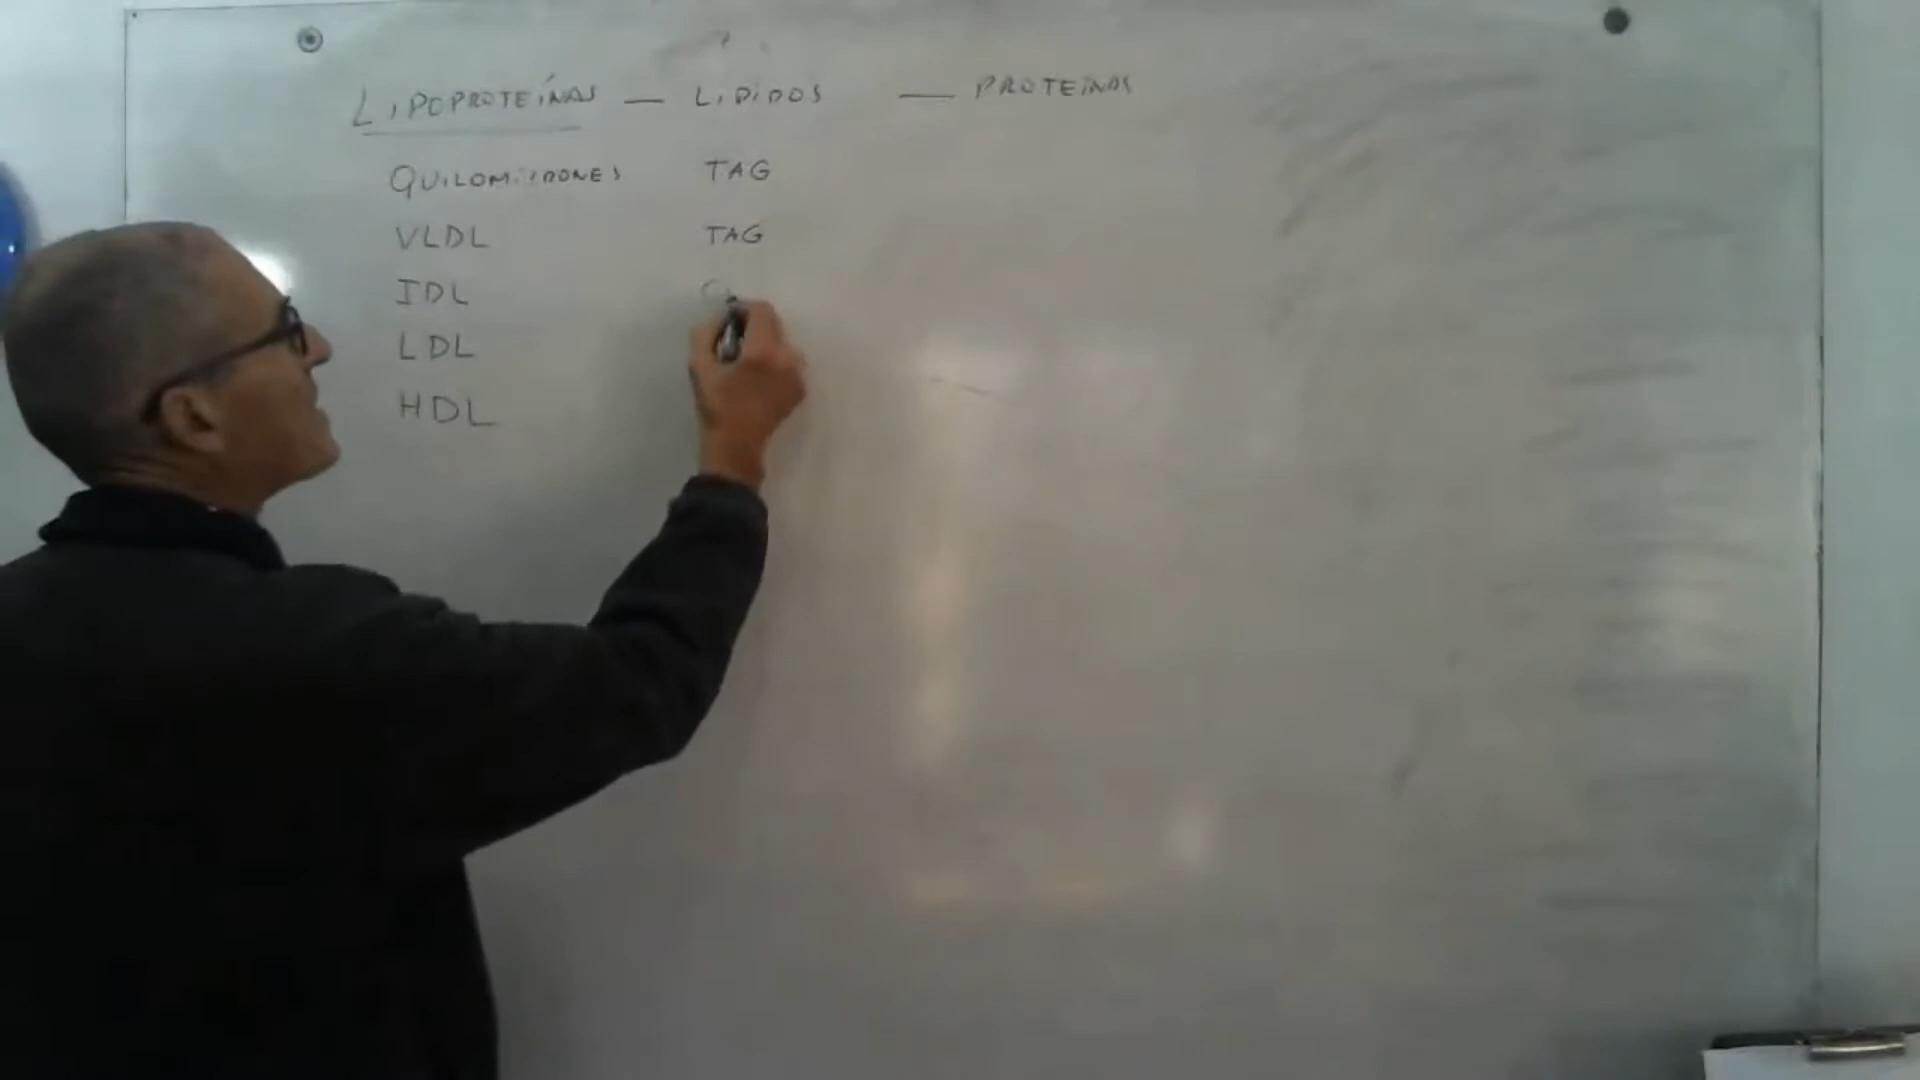 LIPOPROTEÍNAS — LIPIDOS — PROTEINAS
QUILOMICRONES TAG
VLDL TAG
IDL
LDL
HDL